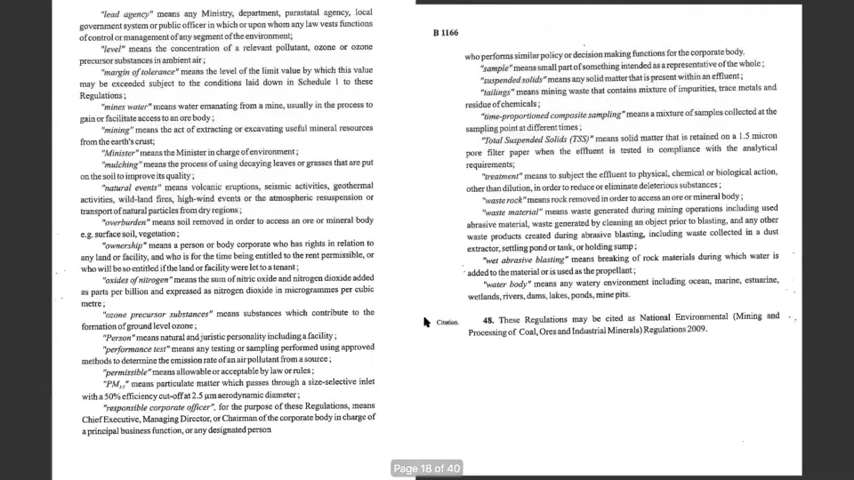 "lead agency" means any Ministry, department, parastatal agency, local
government system or public officer in which or upon whom any law vests functions
of control or management of any segment of the environment;
"level" means the concentration of a relevant pollutant, ozone or ozone
precursor substances in ambient air;
"margin of tolerance" means the level of the limit value by which this value
may be exceeded subject to the conditions laid down in Schedule 1 to these
Regulations;
"mines water" means water emanating from a mine, usually in the process to
gain or facilitate access to an ore body;
"mining" means the act of extracting or excavating useful mineral resources
from the earth's crust;
"Minister" means the Minister in charge of environment;
"mulching" means the process of using decaying leaves or grasses that are put
on the soil to improve its quality;
"natural events" means volcanic eruptions, seismic activities, geothermal
activities, wild-land fires, high-wind events or the atmospheric resuspension or
transport of natural particles from dry regions;
"overburden" means soil removed in order to access an ore or mineral body
e.g. surface soil, vegetation;
"ownership" means a person or body corporate who has rights in relation to
any land or facility, and who is for the time being entitled to the rent permissible, or
who will be so entitled if the land or facility were let to a tenant;
"oxides of nitrogen" means the sum of nitric oxide and nitrogen dioxide added
as parts per billion and expressed as nitrogen dioxide in microgrammes per cubic
metre;
"ozone precursor substances" means substances which contribute to the
formation of ground level ozone;
"Person" means natural and juristic personality including a facility;
"performance test" means any testing or sampling performed using approved
methods to determine the emission rate of an air pollutant from a source;
"permissible" means allowable or acceptable by law or rules;
"PM₂.₅" means particulate matter which passes through a size-selective inlet
with a 50% efficiency cut-off at 2.5 µm aerodynamic diameter;
"responsible corporate officer", for the purpose of these Regulations, means
Chief Executive, Managing Director, or Chairman of the corporate body in charge of
a principal business function, or any designated person
B 1166
who performs similar policy or decision making functions for the corporate body.
"sample" means small part of something intended as a representative of the whole;
"suspended solids" means any solid matter that is present within an effluent;
"tailings" means mining waste that contains mixture of impurities, trace metals and
residue of chemicals;
"time-proportioned composite sampling" means a mixture of samples collected at the
sampling point at different times;
"Total Suspended Solids (TSS)" means solid matter that is retained on a 1.5 micron
pore filter paper when the effluent is tested in compliance with the analytical
requirements;
"treatment" means to subject the effluent to physical, chemical or biological action,
other than dilution, in order to reduce or eliminate deleterious substances;
"waste rock" means rock removed in order to access an ore or mineral body;
"waste material" means waste generated during mining operations including used
abrasive material, waste generated by cleaning an object prior to blasting, and any other
waste products created during abrasive blasting, including waste collected in a dust
extractor, settling pond or tank, or holding sump;
"wet abrasive blasting" means breaking of rock materials during which water is
added to the material or is used as the propellant;
"water body" means any watery environment including ocean, marine, estuarine,
wetlands, rivers, dams, lakes, ponds, mine pits.
Citation. 48. These Regulations may be cited as National Environmental (Mining and
Processing of Coal, Ores and Industrial Minerals) Regulations 2009.
Page 18 of 40